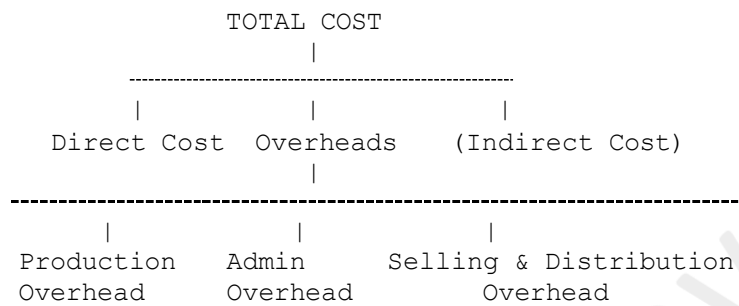 TOTAL COST
Direct Cost Overheads (Indirect Cost)
Production Admin Selling & Distribution
Overhead Overhead Overhead